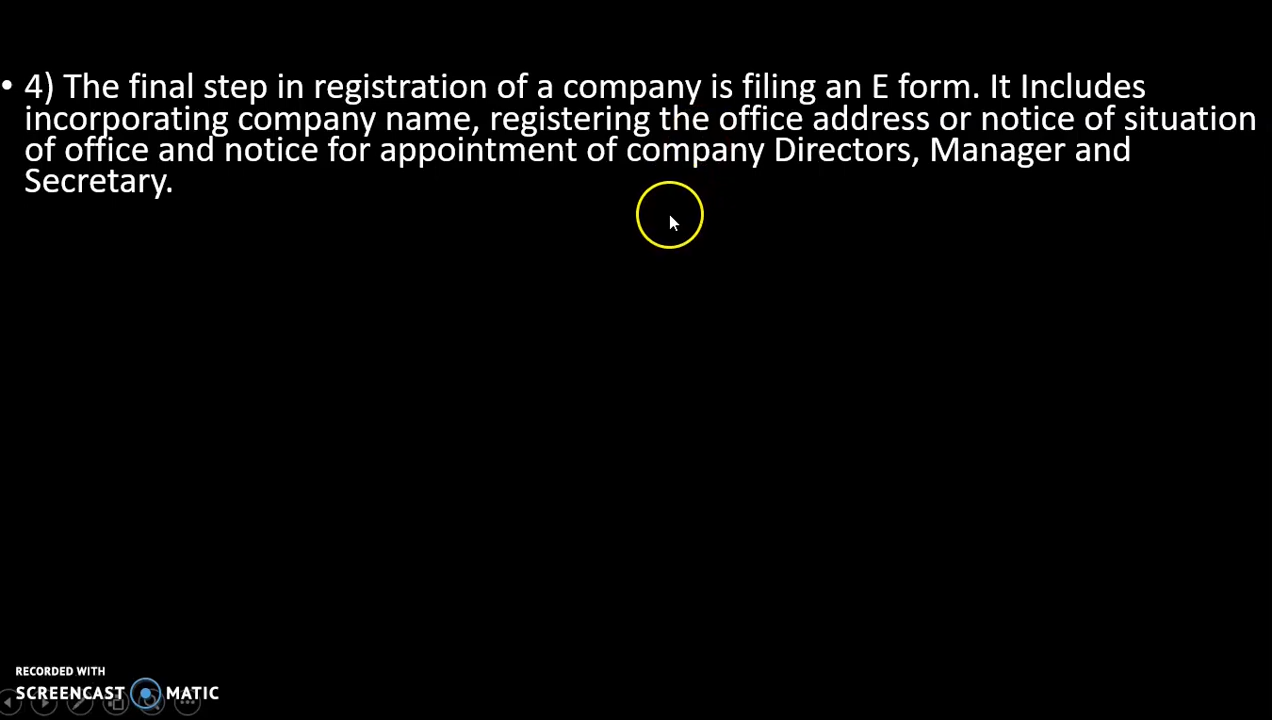 • 4) The final step in registration of a company is filing an E form. It Includes
incorporating company name, registering the office address or notice of situation
of office and notice for appointment of company Directors, Manager and
Secretary.
RECORDED WITH
SCREENCAST MATIC